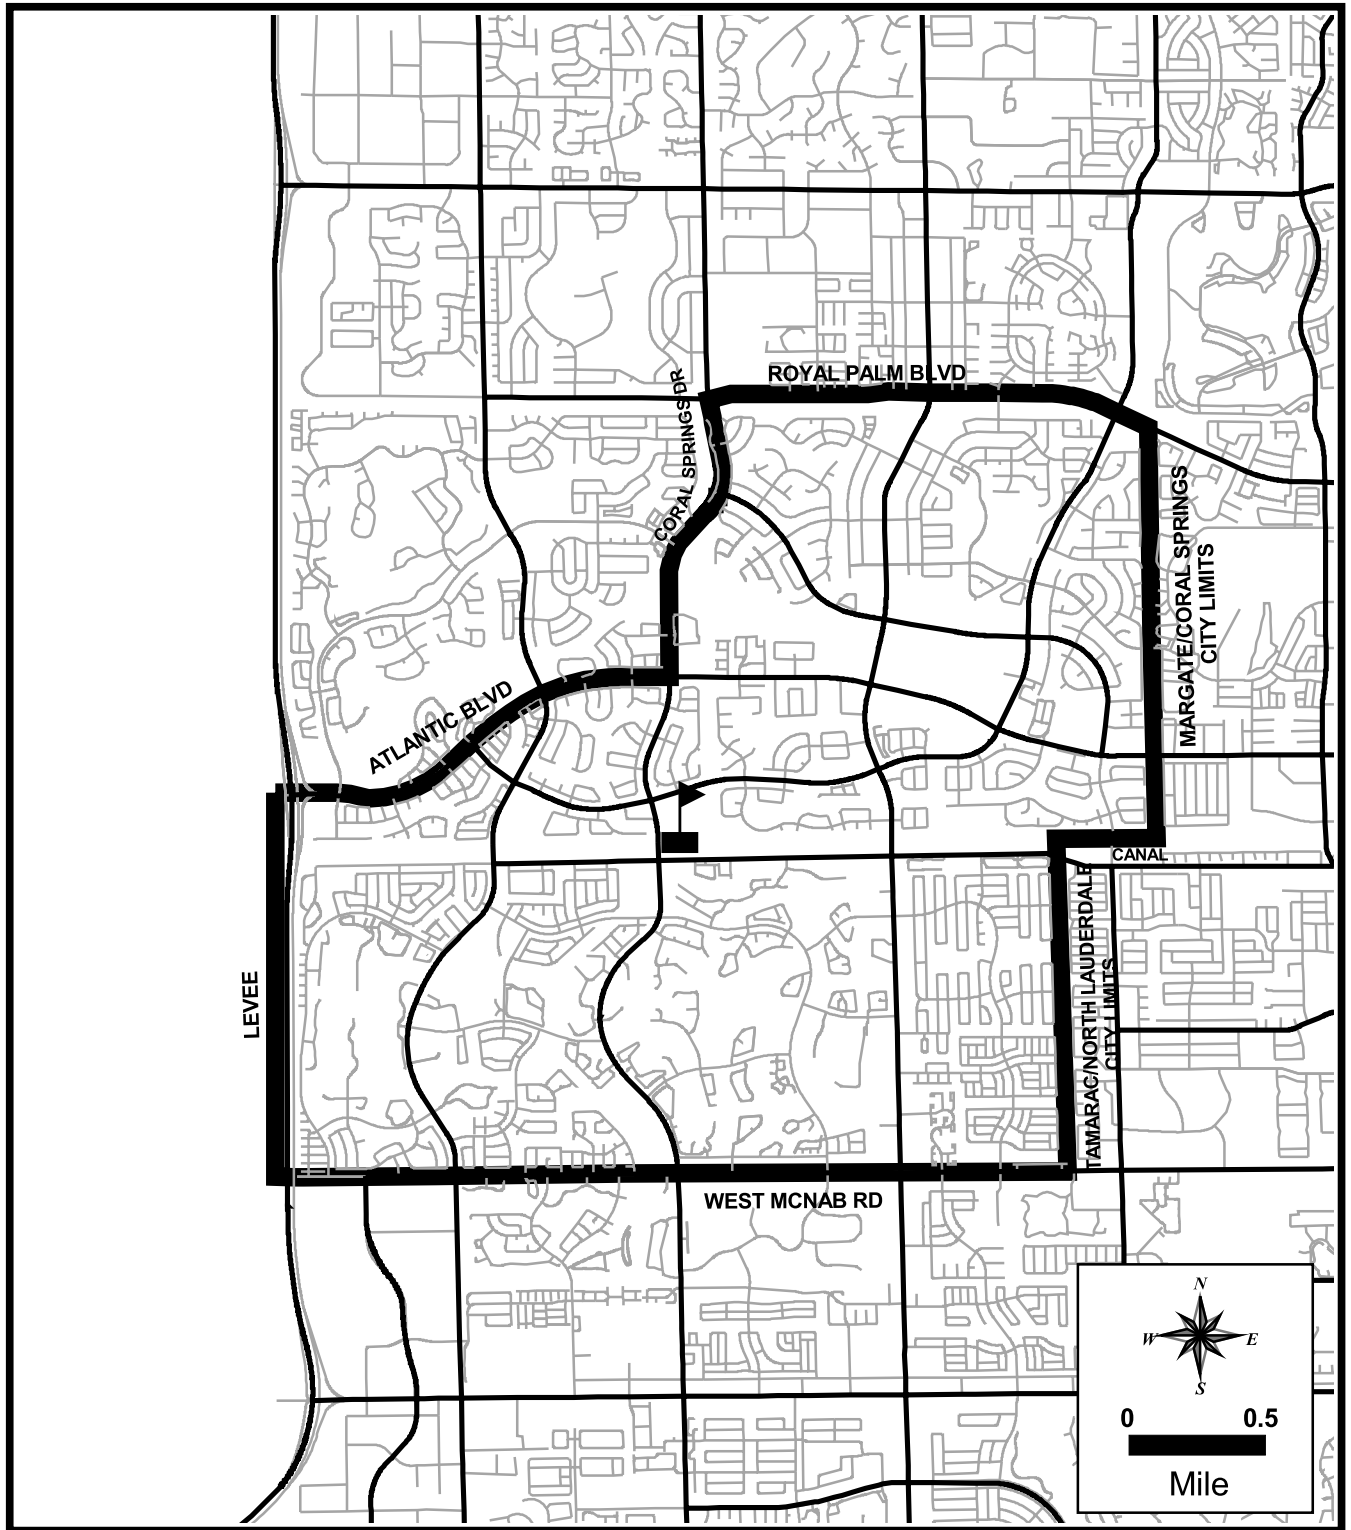 ROYAL PALM BLVD
CORAL SPRINGS DR
MARGATE/CORAL SPRINGS
CITY LIMITS
ATLANTIC BLVD
CANAL
TAMARAC/NORTH LAUDERDALE
CITY LIMITS
LEVEE
WEST MCNAB RD
N
W
E
S
0
0.5
Mile